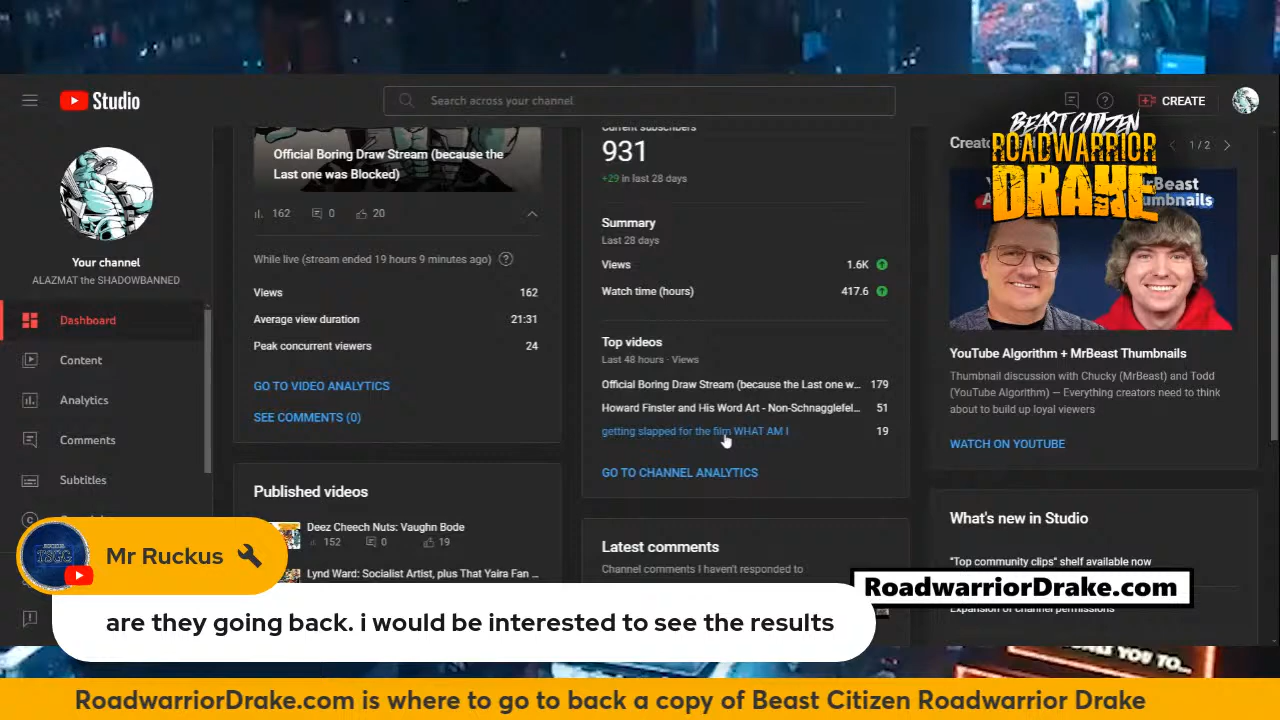 Studio
Search across your channel
CREATE
BEAST CITIZEN
ROADWARRIOR
DRAKE
Your channel
ALAZMAT the SHADOWBANNED
Dashboard
Content
Analytics
Comments
Subtitles
Official Boring Draw Stream (because the
Last one was Blocked)
162 0 20
While live (stream ended 19 hours 9 minutes ago)
Views 162
Average view duration 21:31
Peak concurrent viewers 24
GO TO VIDEO ANALYTICS
SEE COMMENTS (0)
Published videos
Deez Cheech Nuts: Vaughn Bode
152 0 19
Lynd Ward: Socialist Artist, plus That Yaira Fan ...
Current subscribers
931
+29 in last 28 days
Summary
Last 28 days
Views 1.6K
Watch time (hours) 417.6
Top videos
Last 48 hours · Views
Official Boring Draw Stream (because the Last one w... 179
Howard Finster and His Word Art - Non-Schnagglefel... 51
getting slapped for the film WHAT AM I 19
GO TO CHANNEL ANALYTICS
Latest comments
Channel comments I haven't responded to
1/2
MrBeast
YouTube Algorithm + MrBeast Thumbnails
Thumbnail discussion with Chucky (MrBeast) and Todd
(YouTube Algorithm) — Everything creators need to think
about to build up loyal viewers
WATCH ON YOUTUBE
What's new in Studio
"Top community clips" shelf available now
Expansion of channel permissions
Mr Ruckus
are they going back. i would be interested to see the results
RoadwarriorDrake.com
RoadwarriorDrake.com is where to go to back a copy of Beast Citizen Roadwarrior Drake